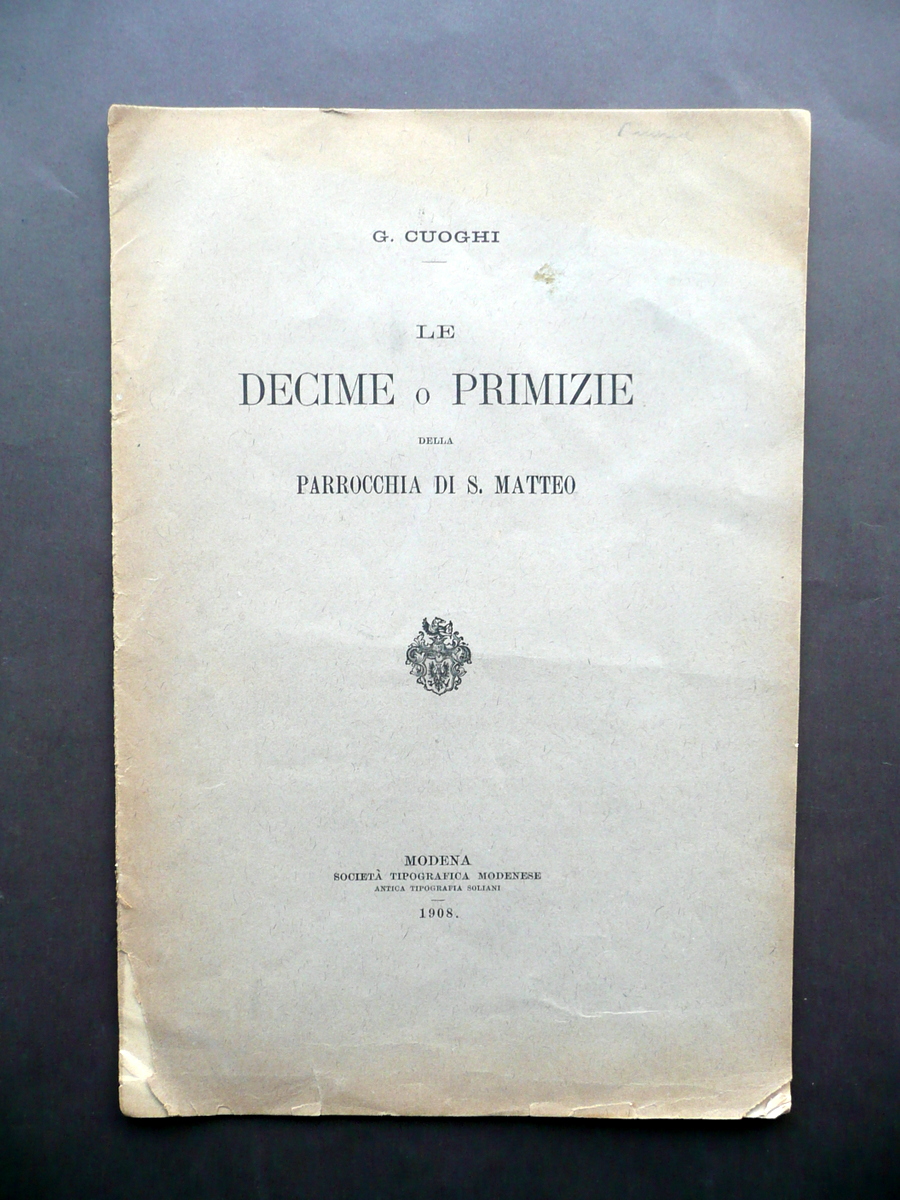 G. CUOGHI
LE
DECIME o PRIMIZIE
DELLA
PARROCCHIA DI S. MATTEO
MODENA
SOCIETÀ TIPOGRAFICA MODENESE
ANTICA TIPOGRAFIA SOLIANI
1908.